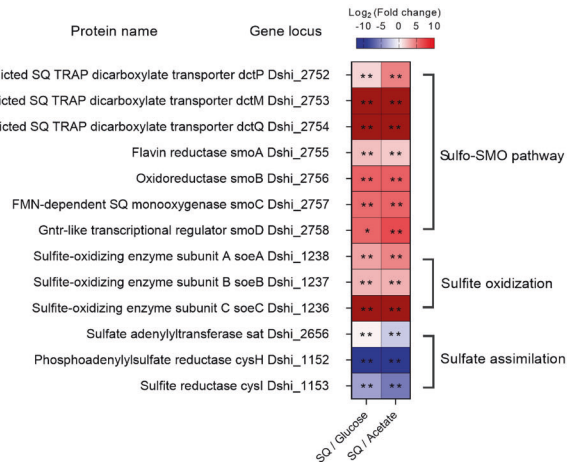 Log2 (Fold change)
Protein name Gene locus
-10 -5 0 5 10
icted SQ TRAP dicarboxylate transporter dctP Dshi_2752 ** **
icted SQ TRAP dicarboxylate transporter dctM Dshi_2753 ** **
icted SQ TRAP dicarboxylate transporter dctQ Dshi_2754 ** **
Flavin reductase smoA Dshi_2755 ** **
Sulfo-SMO pathway
Oxidoreductase smoB Dshi_2756 ** **
FMN-dependent SQ monooxygenase smoC Dshi_2757 ** **
Gntr-like transcriptional regulator smoD Dshi_2758 * **
Sulfite-oxidizing enzyme subunit A soeA Dshi_1238 ** **
Sulfite-oxidizing enzyme subunit B soeB Dshi_1237 ** **
Sulfite oxidization
Sulfite-oxidizing enzyme subunit C soeC Dshi_1236 ** **
Sulfate adenylyltransferase sat Dshi_2656 ** **
Phosphoadenylylsulfate reductase cysH Dshi_1152 ** **
Sulfate assimilation
Sulfite reductase cysI Dshi_1153 ** **
SQ / Glucose
SQ / Acetate